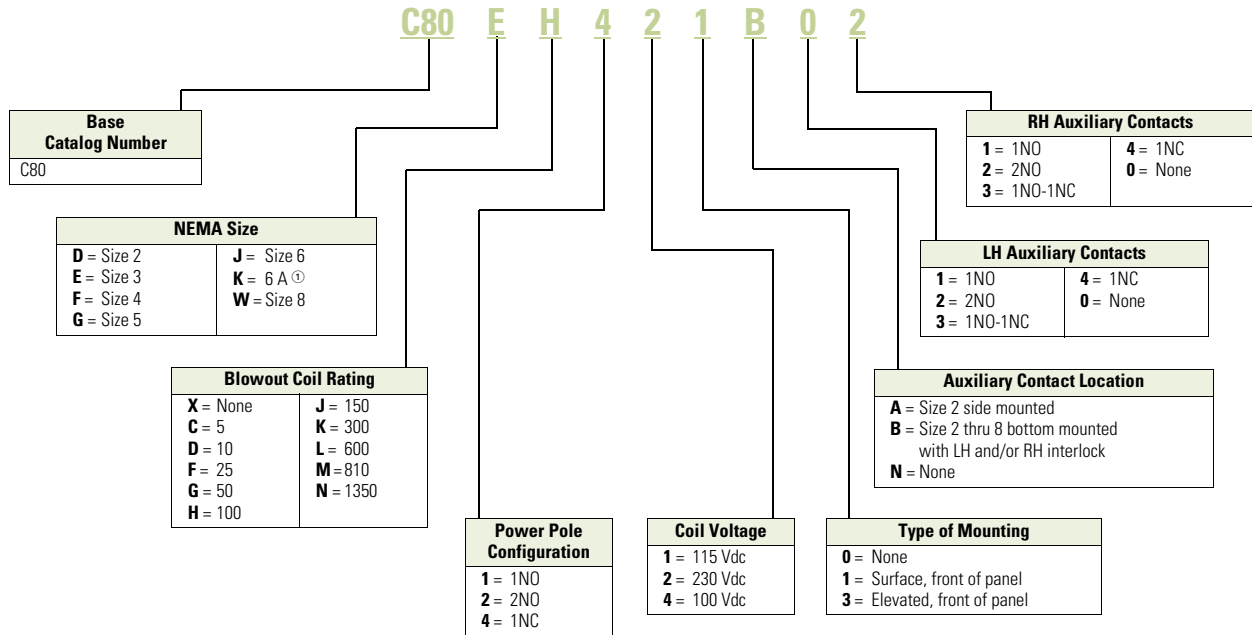 C80 E H 4 2 1 B 0 2
Base
Catalog Number
C80
RH Auxiliary Contacts
1 = 1NO
2 = 2NO
3 = 1NO-1NC
4 = 1NC
0 = None
NEMA Size
D = Size 2
E = Size 3
F = Size 4
G = Size 5
J = Size 6
K = 6 A ①
W = Size 8
LH Auxiliary Contacts
1 = 1NO
2 = 2NO
3 = 1NO-1NC
4 = 1NC
0 = None
Blowout Coil Rating
X = None
C = 5
D = 10
F = 25
G = 50
H = 100
J = 150
K = 300
L = 600
M = 810
N = 1350
Auxiliary Contact Location
A = Size 2 side mounted
B = Size 2 thru 8 bottom mounted
with LH and/or RH interlock
N = None
Power Pole
Configuration
1 = 1NO
2 = 2NO
4 = 1NC
Coil Voltage
1 = 115 Vdc
2 = 230 Vdc
4 = 100 Vdc
Type of Mounting
0 = None
1 = Surface, front of panel
3 = Elevated, front of panel